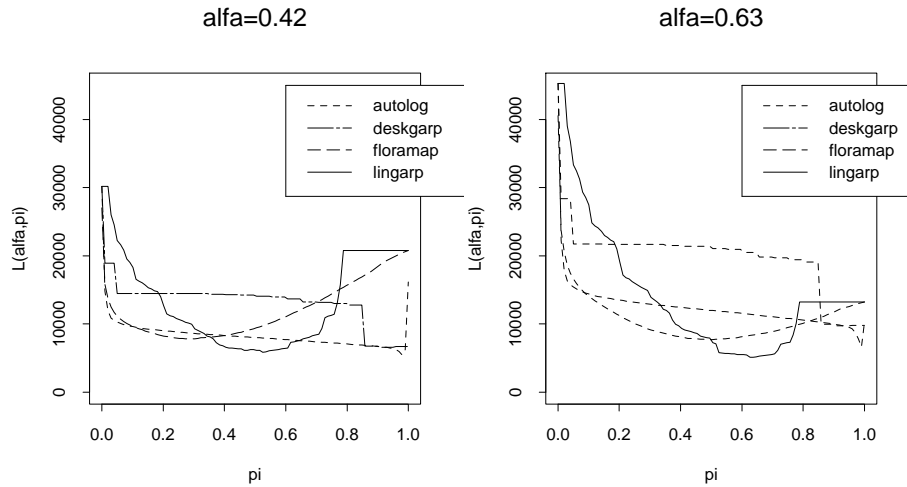 alfa=0.42
L(alfa,pi)
0
10000
20000
30000
40000
0.0 0.2 0.4 0.6 0.8 1.0
pi
autolog
deskgarp
floramap
lingarp
alfa=0.63
L(alfa,pi)
0
10000
20000
30000
40000
0.0 0.2 0.4 0.6 0.8 1.0
pi
autolog
deskgarp
floramap
lingarp